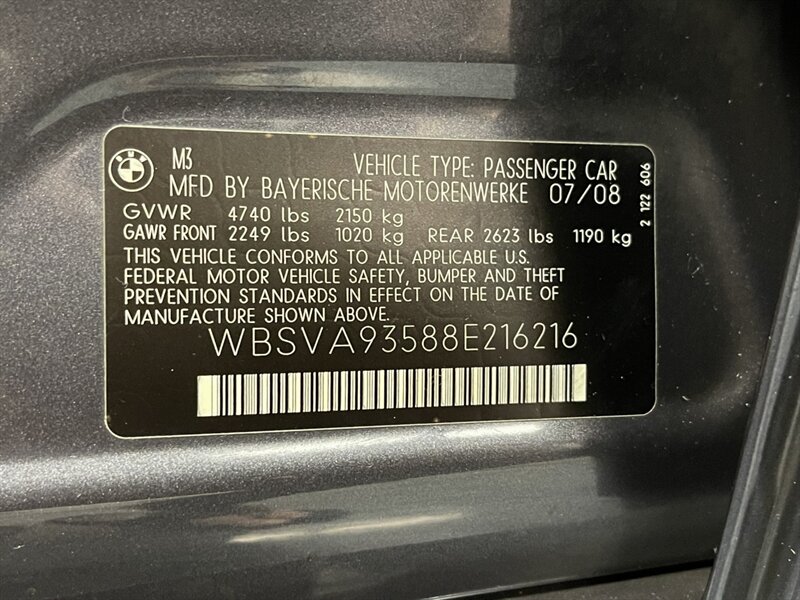 BMW
M3
VEHICLE TYPE: PASSENGER CAR
MFD BY BAYERISCHE MOTORENWERKE 07/08
GVWR 4740 lbs 2150 kg
GAWR FRONT 2249 lbs 1020 kg REAR 2623 lbs 1190 kg
THIS VEHICLE CONFORMS TO ALL APPLICABLE U.S.
FEDERAL MOTOR VEHICLE SAFETY, BUMPER AND THEFT
PREVENTION STANDARDS IN EFFECT ON THE DATE OF
MANUFACTURE SHOWN ABOVE.
WBSVA93588E216216
2 122 606